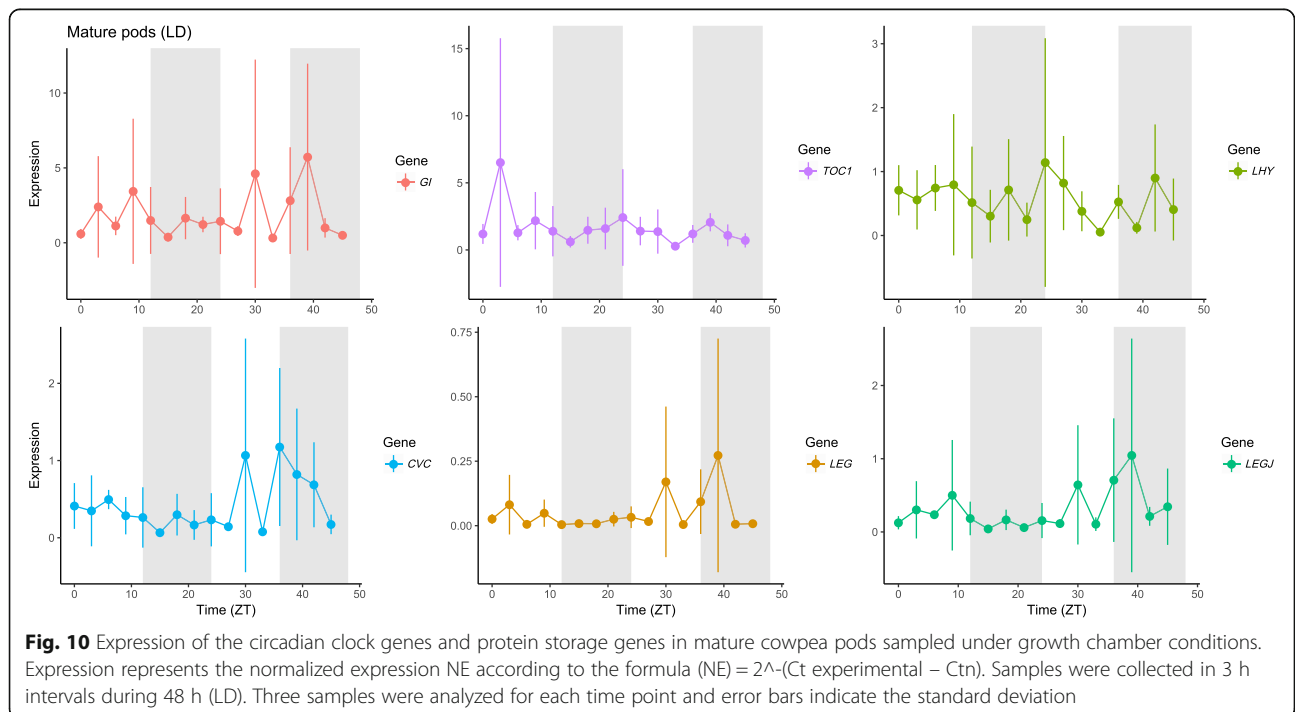 Mature pods (LD)
Expression
10
5
0
0 10 20 30 40 50
Gene
GI
15
10
5
0
0 10 20 30 40 50
Gene
TOC1
3
2
1
0
0 10 20 30 40 50
Gene
LHY
Expression
2
1
0
0 10 20 30 40 50
Time (ZT)
Gene
CVC
0.75
0.50
0.25
0.00
0 10 20 30 40 50
Time (ZT)
Gene
LEG
2
1
0
0 10 20 30 40 50
Time (ZT)
Gene
LEGJ
Fig. 10 Expression of the circadian clock genes and protein storage genes in mature cowpea pods sampled under growth chamber conditions.
Expression represents the normalized expression NE according to the formula (NE) = 2^-(Ct experimental – Ctn). Samples were collected in 3 h
intervals during 48 h (LD). Three samples were analyzed for each time point and error bars indicate the standard deviation